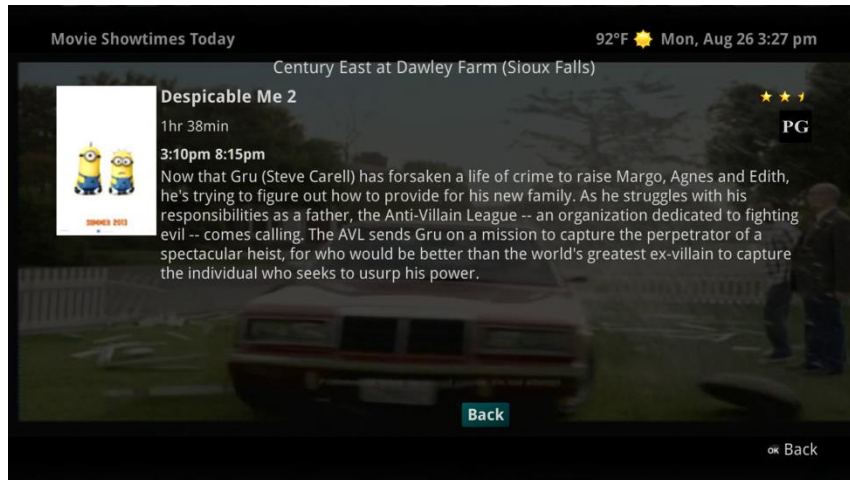 Movie Showtimes Today
92°F Mon, Aug 26 3:27 pm
Century East at Dawley Farm (Sioux Falls)
Despicable Me 2
1hr 38min
PG
3:10pm 8:15pm
Now that Gru (Steve Carell) has forsaken a life of crime to raise Margo, Agnes and Edith,
he's trying to figure out how to provide for his new family. As he struggles with his
responsibilities as a father, the Anti-Villain League -- an organization dedicated to fighting
evil -- comes calling. The AVL sends Gru on a mission to capture the perpetrator of a
spectacular heist, for who would be better than the world's greatest ex-villain to capture
the individual who seeks to usurp his power.
SUMMER 2013
Back
OK Back